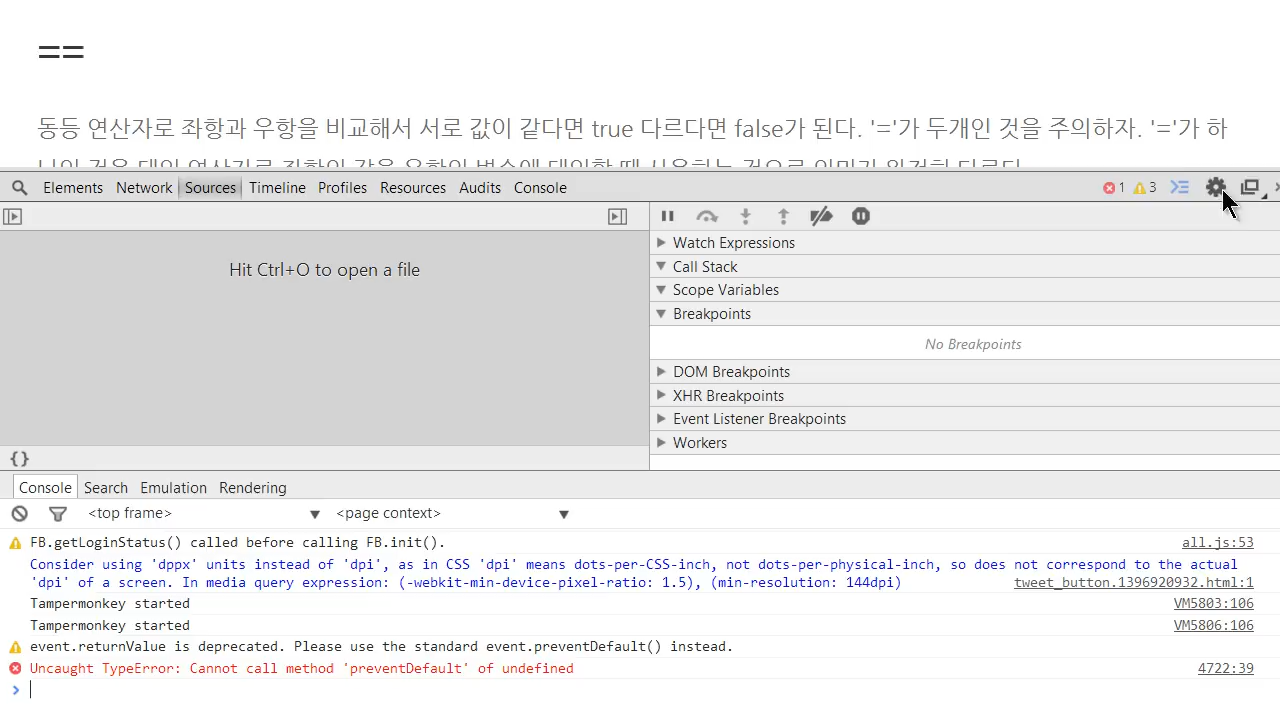 ==
동등 연산자로 좌항과 우항을 비교해서 서로 값이 같다면 true 다르다면 false가 된다. '='가 두개인 것을 주의하자. '='가 하
Elements Network Sources Timeline Profiles Resources Audits Console 1 3
Hit Ctrl+O to open a file
Watch Expressions
Call Stack
Scope Variables
Breakpoints
No Breakpoints
DOM Breakpoints
XHR Breakpoints
Event Listener Breakpoints
Workers
{}
Console Search Emulation Rendering
<top frame> <page context>
FB.getLoginStatus() called before calling FB.init(). all.js:53
Consider using 'dppx' units instead of 'dpi', as in CSS 'dpi' means dots-per-CSS-inch, not dots-per-physical-inch, so does not correspond to the actual
'dpi' of a screen. In media query expression: (-webkit-min-device-pixel-ratio: 1.5), (min-resolution: 144dpi) tweet_button.1396920932.html:1
Tampermonkey started VM5803:106
Tampermonkey started VM5806:106
event.returnValue is deprecated. Please use the standard event.preventDefault() instead.
Uncaught TypeError: Cannot call method 'preventDefault' of undefined 4722:39